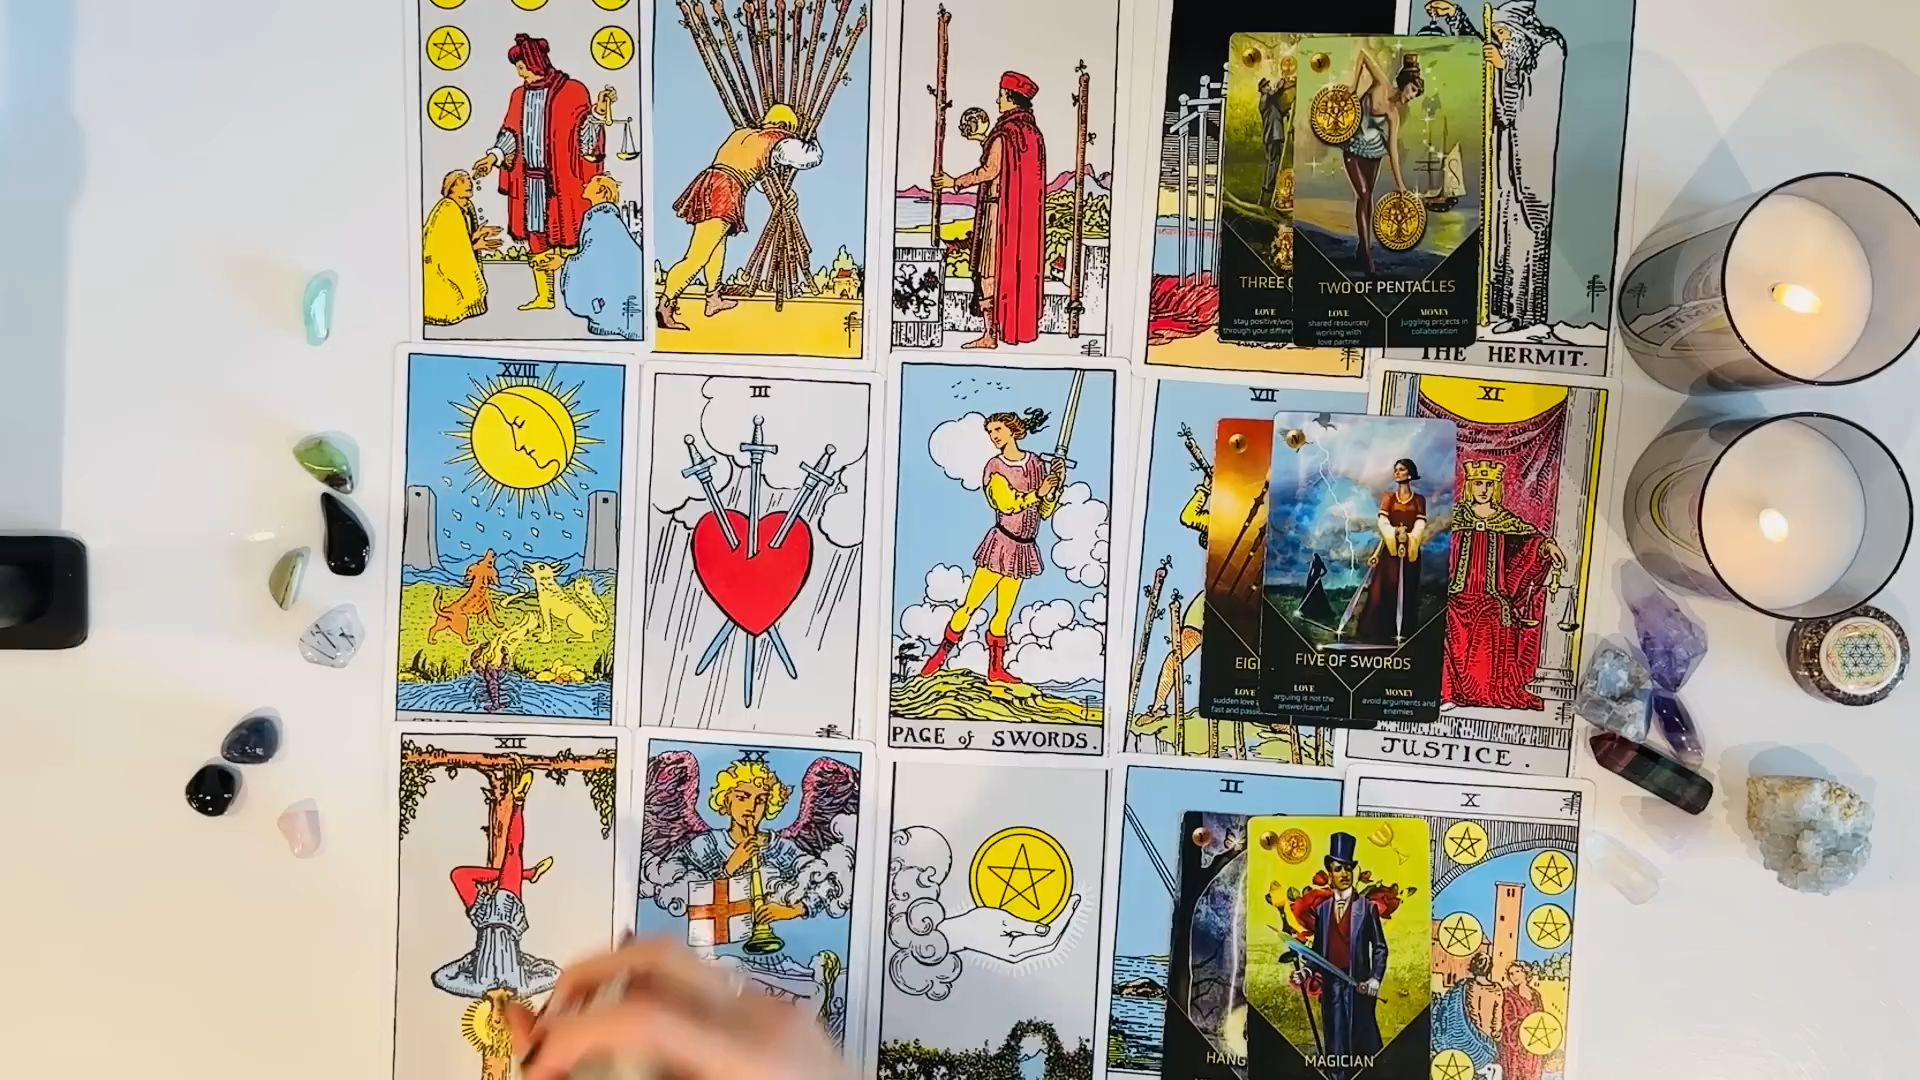 THREE O
LOVE
stay positive/wo
through your differe
TWO OF PENTACLES
LOVE
shared resources/
working with
love partner
MONEY
juggling projects in
collaboration
THE HERMIT.
XVIII
III
PAGE of SWORDS.
VII
EIG
LOVE
sudden love
fast and passi
FIVE OF SWORDS
LOVE
arguing is not the
answer/careful
MONEY
avoid arguments and
enemies
XI
JUSTICE.
XII
XX
II
HANG
MAGICIAN
X